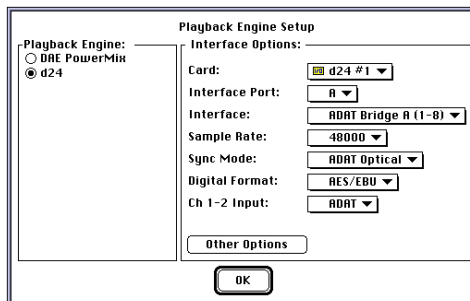 Playback Engine Setup
Playback Engine:
DAE PowerMix
d24
Interface Options:
Card: d24 #1
Interface Port: A
Interface: ADAT Bridge A (1-8)
Sample Rate: 48000
Sync Mode: ADAT Optical
Digital Format: AES/EBU
Ch 1-2 Input: ADAT
Other Options
OK